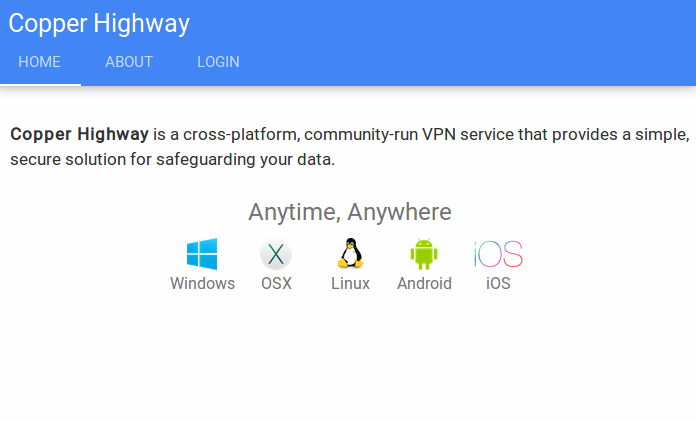 Copper Highway
HOME ABOUT LOGIN
Copper Highway is a cross-platform, community-run VPN service that provides a simple,
secure solution for safeguarding your data.
Anytime, Anywhere
X iOS
Windows OSX Linux Android iOS